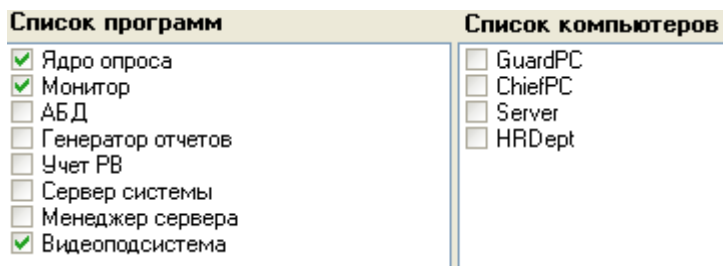 Список программ
Ядро опроса
Монитор
АБД
Генератор отчетов
Учет РВ
Сервер системы
Менеджер сервера
Видеоподсистема
Список компьютеров
GuardPC
ChiefPC
Server
HRDept